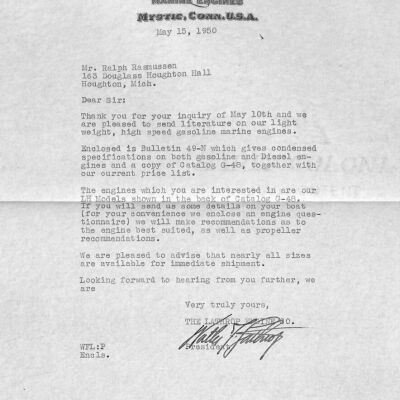 MARINE ENGINES
MYSTIC, CONN. U.S.A.
May 15, 1950
Mr. Ralph Rasmussen
163 Douglass Houghton Hall
Houghton, Mich.
Dear Sir:
Thank you for your inquiry of May 10th and we
are pleased to send literature on our light
weight, high speed gasoline marine engines.
Enclosed is Bulletin 49-N which gives condensed
specifications on both gasoline and Diesel en-
gines and a copy of Catalog G-48, together with
our current price list.
The engines which you are interested in are our
LH Models shown in the back of Catalog G-48.
If you will send us some details on your boat
(for your convenience we enclose an engine ques-
tionnaire) we will make recommendations as to
the engine best suited, as well as propeller
recommendations.
We are pleased to advise that nearly all sizes
are available for immediate shipment.
Looking forward to hearing from you further, we
are
Very truly yours,
THE LATHROP ENGINE CO.
President
WFL:P
Encls.